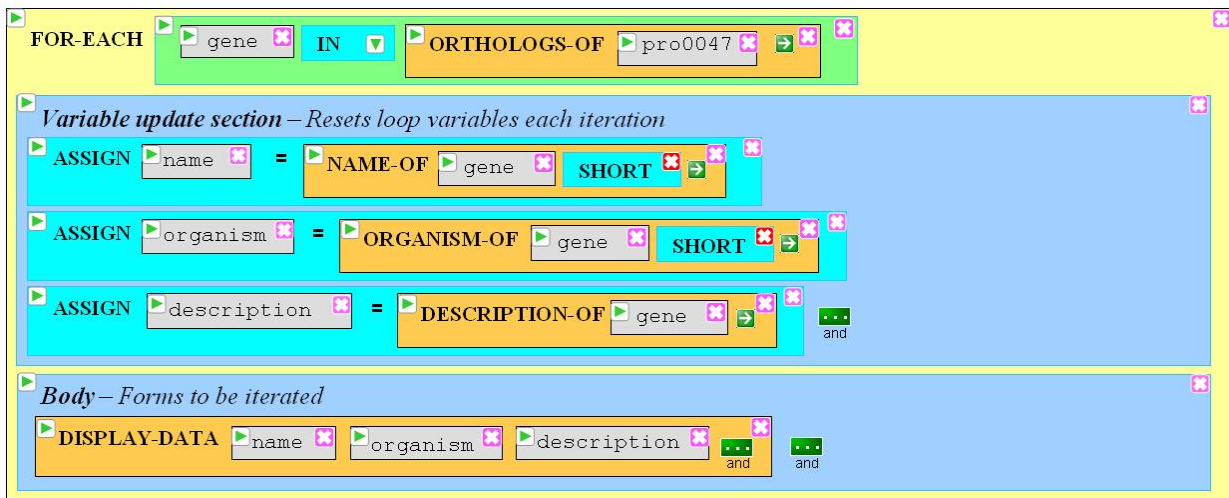 FOR-EACH gene IN ORTHOLOGS-OF pro0047
Variable update section – Resets loop variables each iteration
ASSIGN name = NAME-OF gene SHORT
ASSIGN organism = ORGANISM-OF gene SHORT
ASSIGN description = DESCRIPTION-OF gene ...
and
Body – Forms to be iterated
DISPLAY-DATA name organism description ... ...
and and